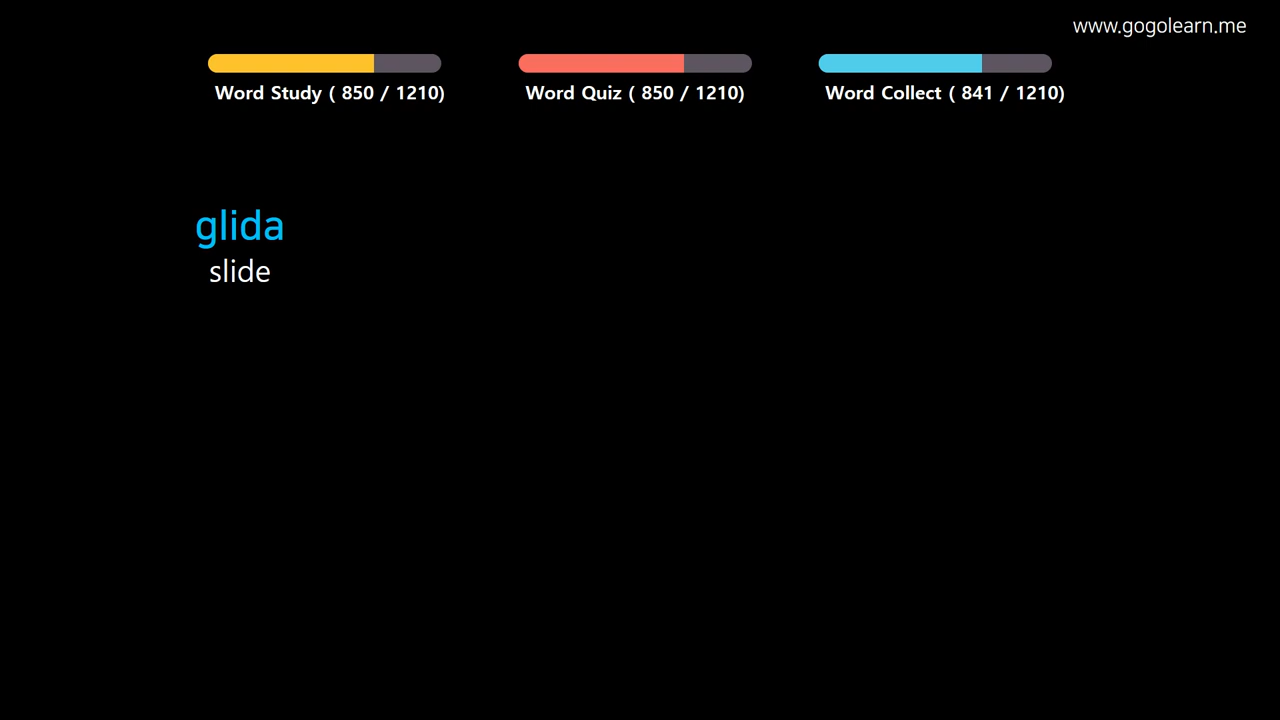 www.gogolearn.me
Word Study ( 850 / 1210)
Word Quiz ( 850 / 1210)
Word Collect ( 841 / 1210)
glida
slide